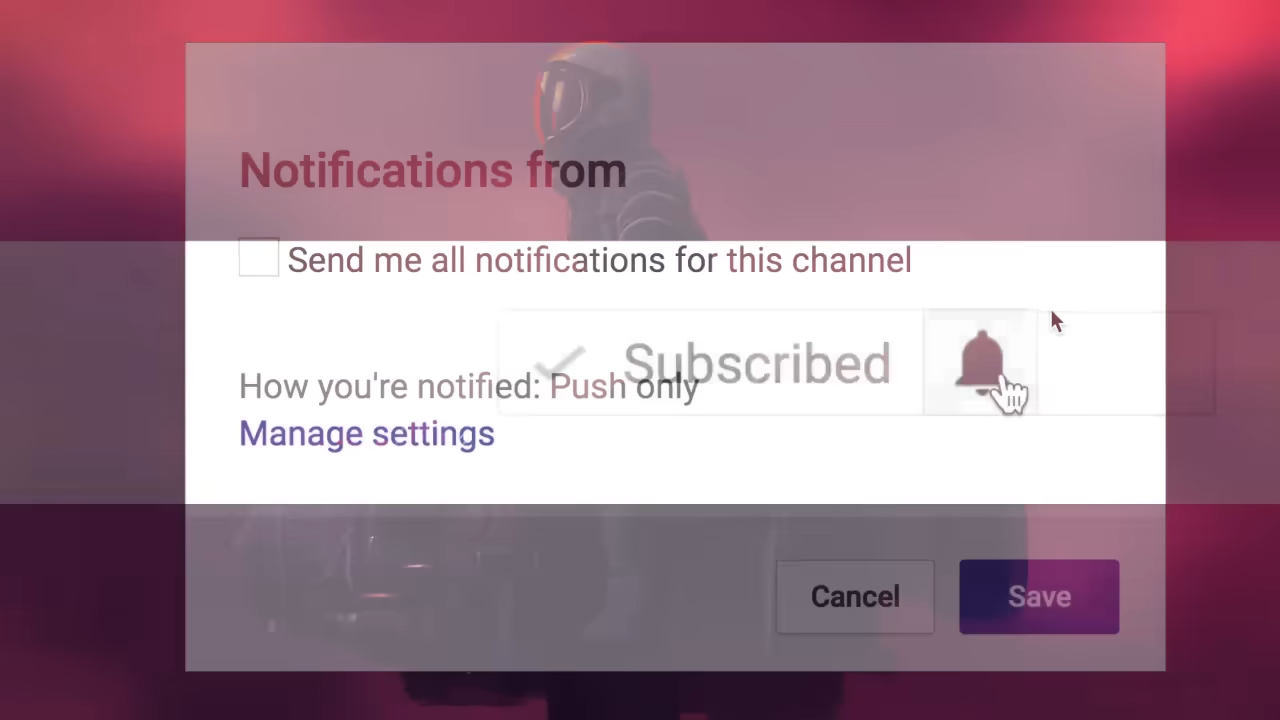 Notifications from
Send me all notifications for this channel
Subscribed
How you're notified: Push only
Manage settings
Cancel
Save